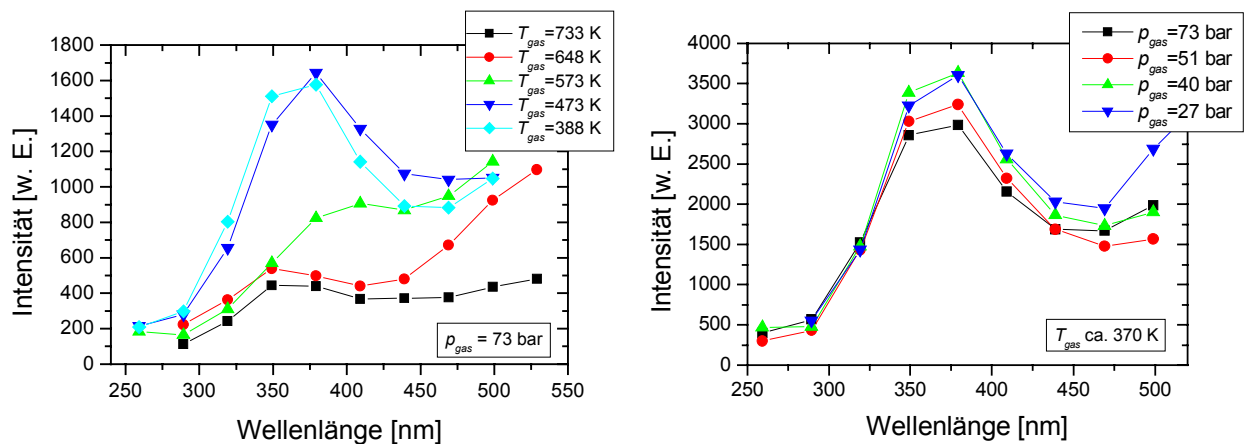 T_gas=733 K
T_gas=648 K
T_gas=573 K
T_gas=473 K
T_gas=388 K
1800
1600
1400
1200
1000
800
600
400
200
0
Intensität [w. E.]
p_gas = 73 bar
250 300 350 400 450 500 550
Wellenlänge [nm]
p_gas=73 bar
p_gas=51 bar
p_gas=40 bar
p_gas=27 bar
4000
3500
3000
2500
2000
1500
1000
500
0
Intensität [w. E.]
T_gas ca. 370 K
250 300 350 400 450 500
Wellenlänge [nm]